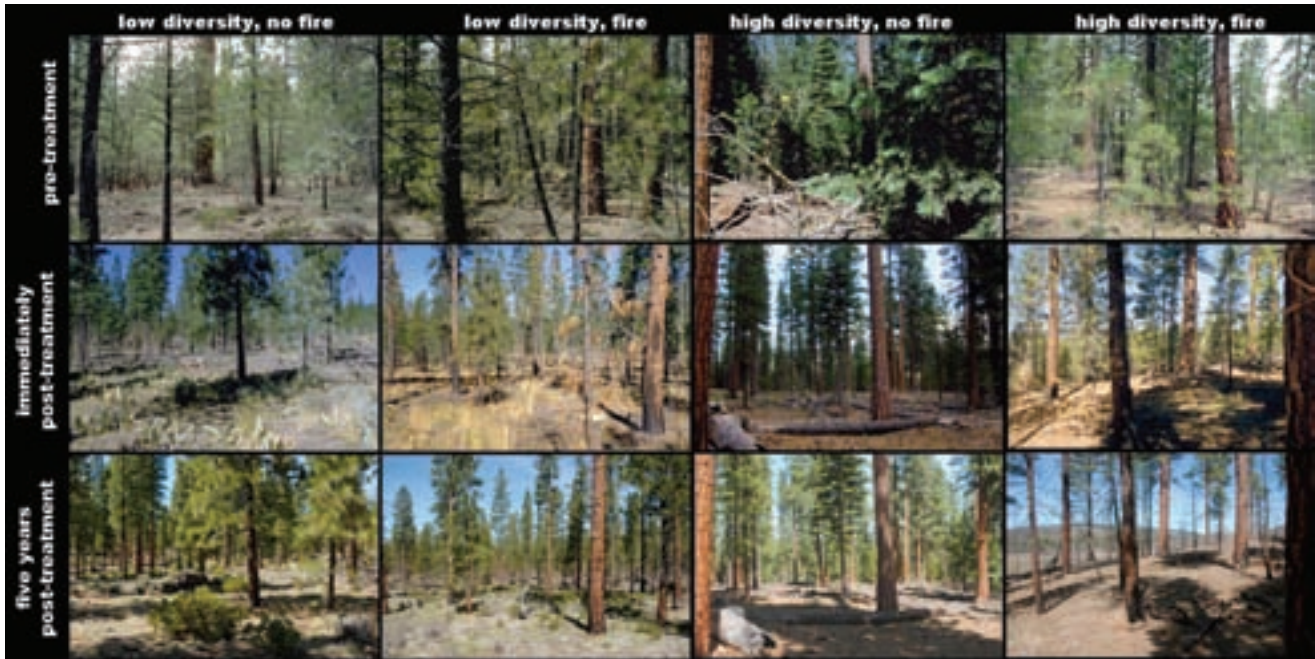 low diversity, no fire
low diversity, fire
high diversity, no fire
high diversity, fire
pre-treatment
immediately
post-treatment
five years
post-treatment